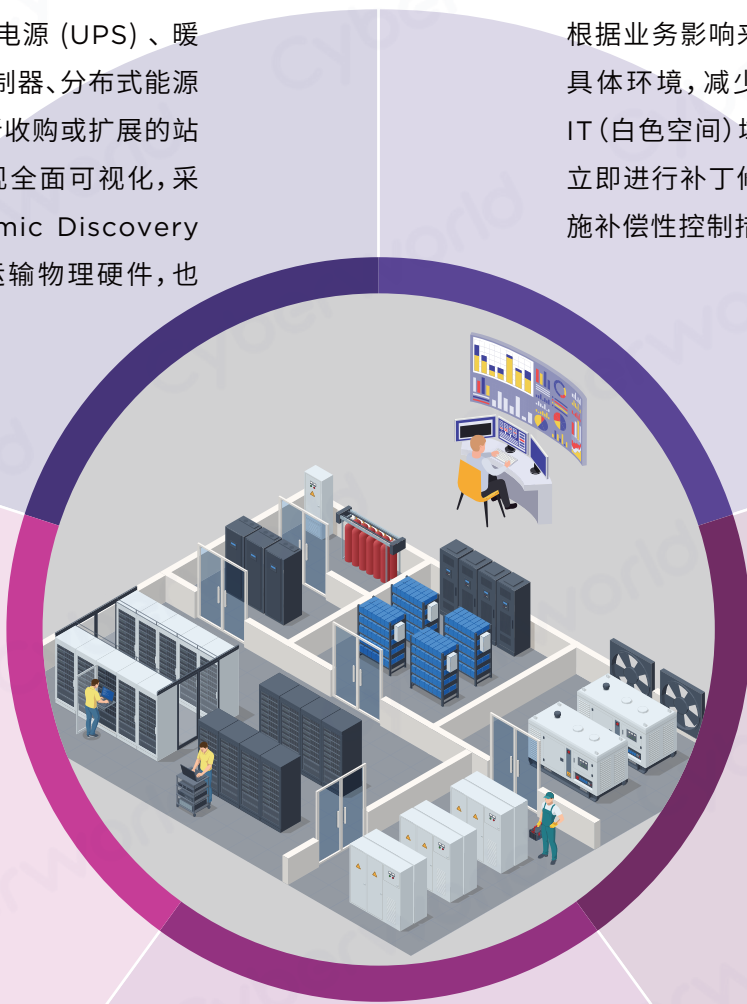 电源 (UPS) 、暖
制器、分布式能源
收购或扩展的站
现全面可视化,采
mic Discovery
运输物理硬件,也
根据业务影响来
具体环境,减少
IT(白色空间)
立即进行补丁
施补偿性控制措
Cyberworld